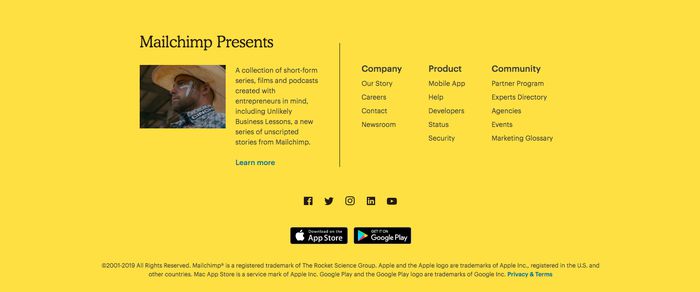 Mailchimp Presents
A collection of short-form
series, films and podcasts
created with
entrepreneurs in mind,
including Unlikely
Business Lessons, a new
series of unscripted
stories from Mailchimp.
Learn more
Company
Our Story
Careers
Contact
Newsroom
Product
Mobile App
Help
Developers
Status
Security
Community
Partner Program
Experts Directory
Agencies
Events
Marketing Glossary
Download on the
App Store
GET IT ON
Google Play
©2001-2019 All Rights Reserved. Mailchimp® is a registered trademark of The Rocket Science Group. Apple and the Apple logo are trademarks of Apple Inc., registered in the U.S. and
other countries. Mac App Store is a service mark of Apple Inc. Google Play and the Google Play logo are trademarks of Google Inc. Privacy & Terms